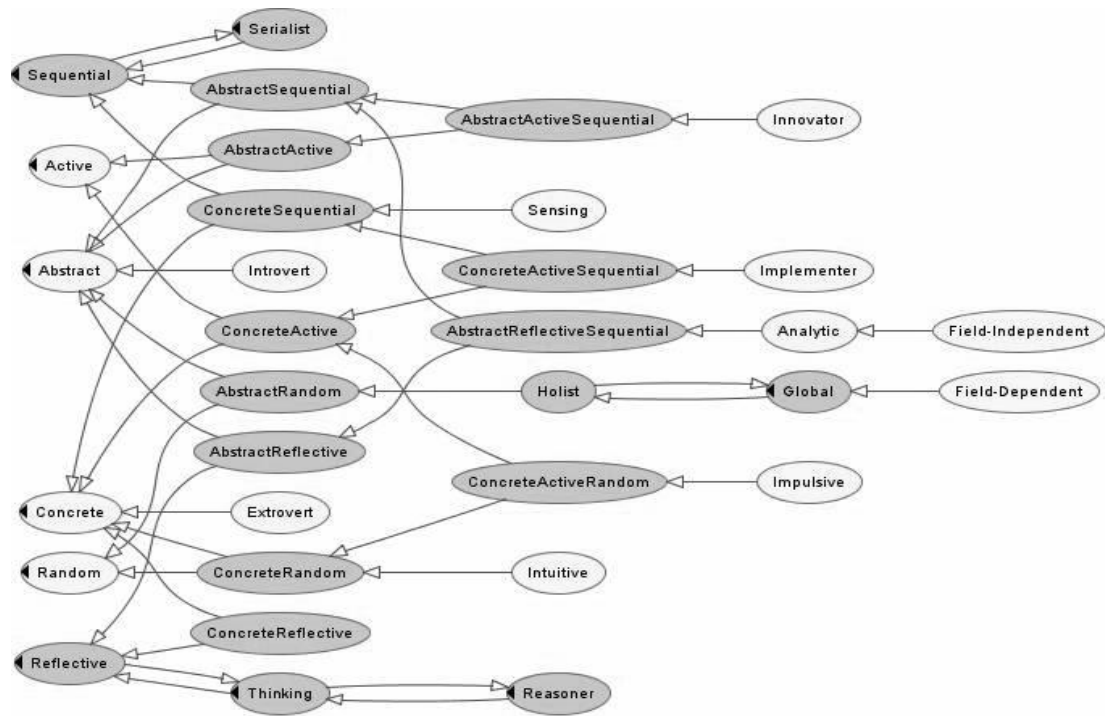 Serialist
Sequential
AbstractSequential
AbstractActiveSequential
Innovator
AbstractActive
Active
ConcreteSequential
Sensing
Abstract
Introvert
ConcreteActiveSequential
Implementer
ConcreteActive
AbstractReflectiveSequential
Analytic
Field-Independent
AbstractRandom
Holist
Global
Field-Dependent
AbstractReflective
ConcreteActiveRandom
Impulsive
Concrete
Extrovert
Random
ConcreteRandom
Intuitive
ConcreteReflective
Reflective
Thinking
Reasoner